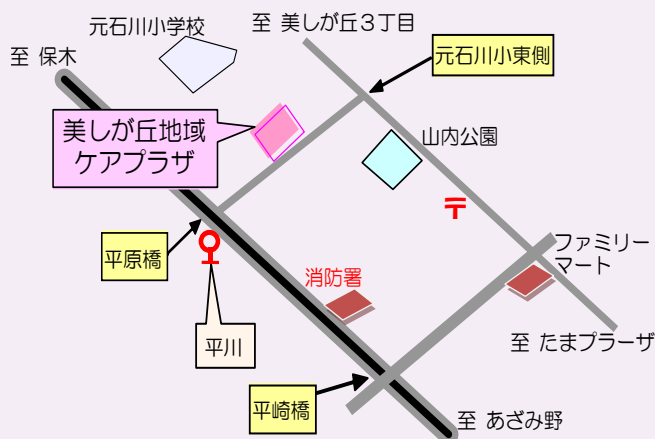 元石川小学校
至 美しが丘３丁目
至 保木
元石川小東側
美しが丘地域
ケアプラザ
山内公園
〒
平原橋
ファミリー
マート
消防署
平川
至 たまプラーザ
平崎橋
至 あざみ野